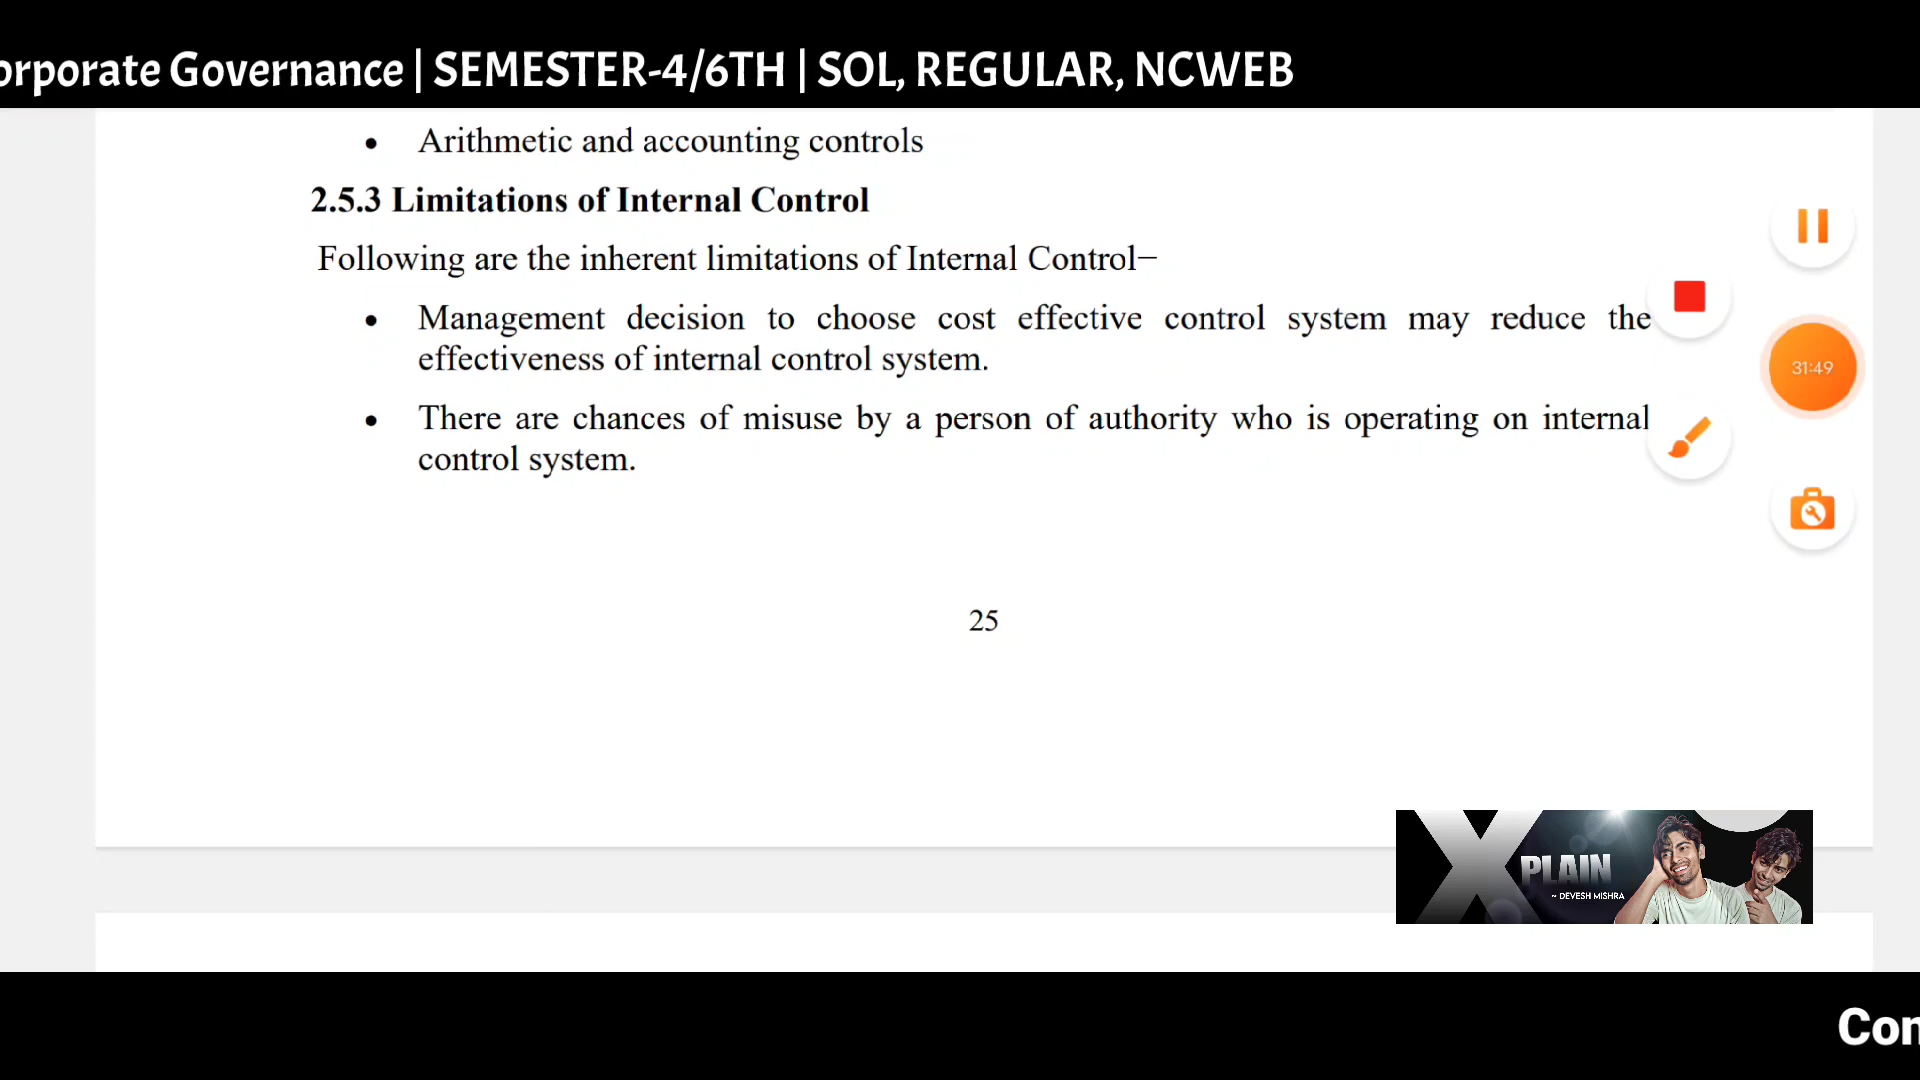 orporate Governance | SEMESTER-4/6TH | SOL, REGULAR, NCWEB
• Arithmetic and accounting controls
2.5.3 Limitations of Internal Control
Following are the inherent limitations of Internal Control−
• Management decision to choose cost effective control system may reduce the
effectiveness of internal control system.
• There are chances of misuse by a person of authority who is operating on internal
control system.
31:49
25
XPLAIN
~ DEVESH MISHRA
Con